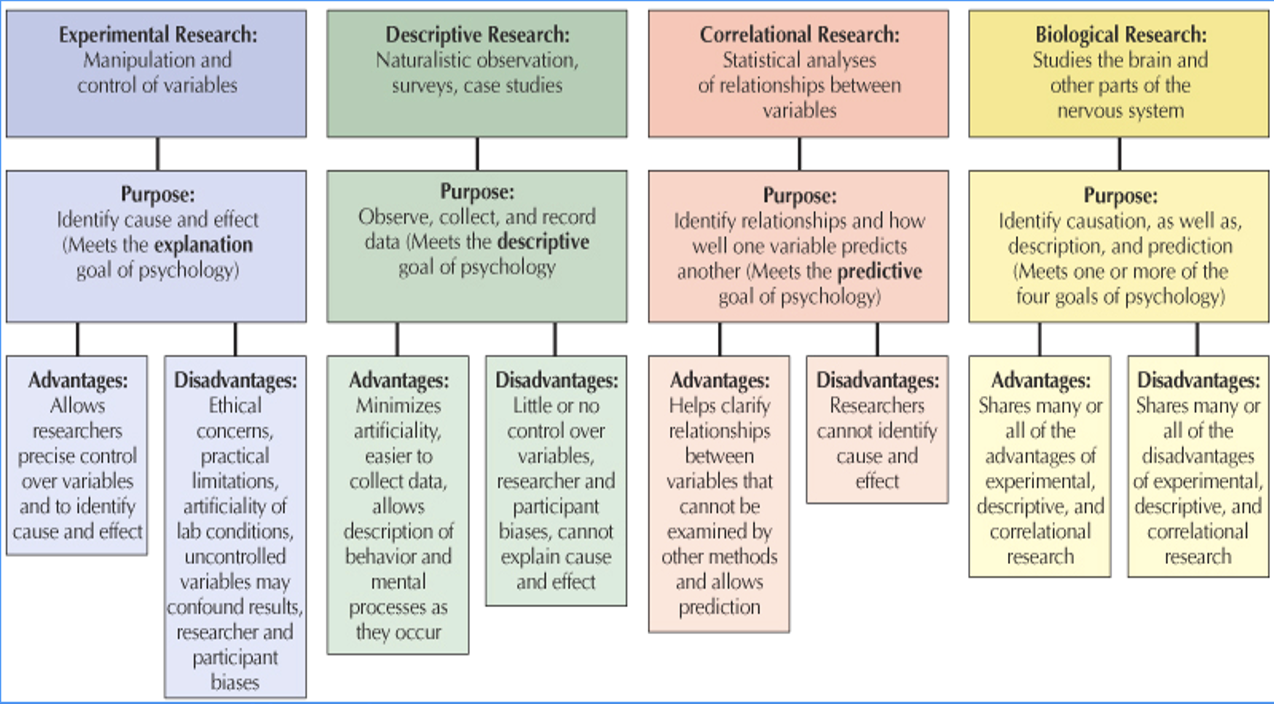 Experimental Research:
Manipulation and
control of variables
Purpose:
Identify cause and effect
(Meets the explanation
goal of psychology)
Advantages:
Allows
researchers
precise control
over variables
and to identify
cause and effect
Disadvantages:
Ethical
concerns,
practical
limitations,
artificiality of
lab conditions,
uncontrolled
variables may
confound results,
researcher and
participant
biases
Descriptive Research:
Naturalistic observation,
surveys, case studies
Purpose:
Observe, collect, and record
data (Meets the descriptive
goal of psychology
Advantages:
Minimizes
artificiality,
easier to
collect data,
allows
description of
behavior and
mental
processes as
they occur
Disadvantages:
Little or no
control over
variables,
researcher and
participant
biases, cannot
explain cause
and effect
Correlational Research:
Statistical analyses
of relationships between
variables
Purpose:
Identify relationships and how
well one variable predicts
another (Meets the predictive
goal of psychology)
Advantages:
Helps clarify
relationships
between
variables that
cannot be
examined by
other methods
and allows
prediction
Disadvantages:
Researchers
cannot identify
cause and
effect
Biological Research:
Studies the brain and
other parts of the
nervous system
Purpose:
Identify causation, as well as,
description, and prediction
(Meets one or more of the
four goals of psychology)
Advantages:
Shares many or
all of the
advantages of
experimental,
descriptive, and
correlational
research
Disadvantages:
Shares many or
all of the
disadvantages
of experimental,
descriptive, and
correlational
research